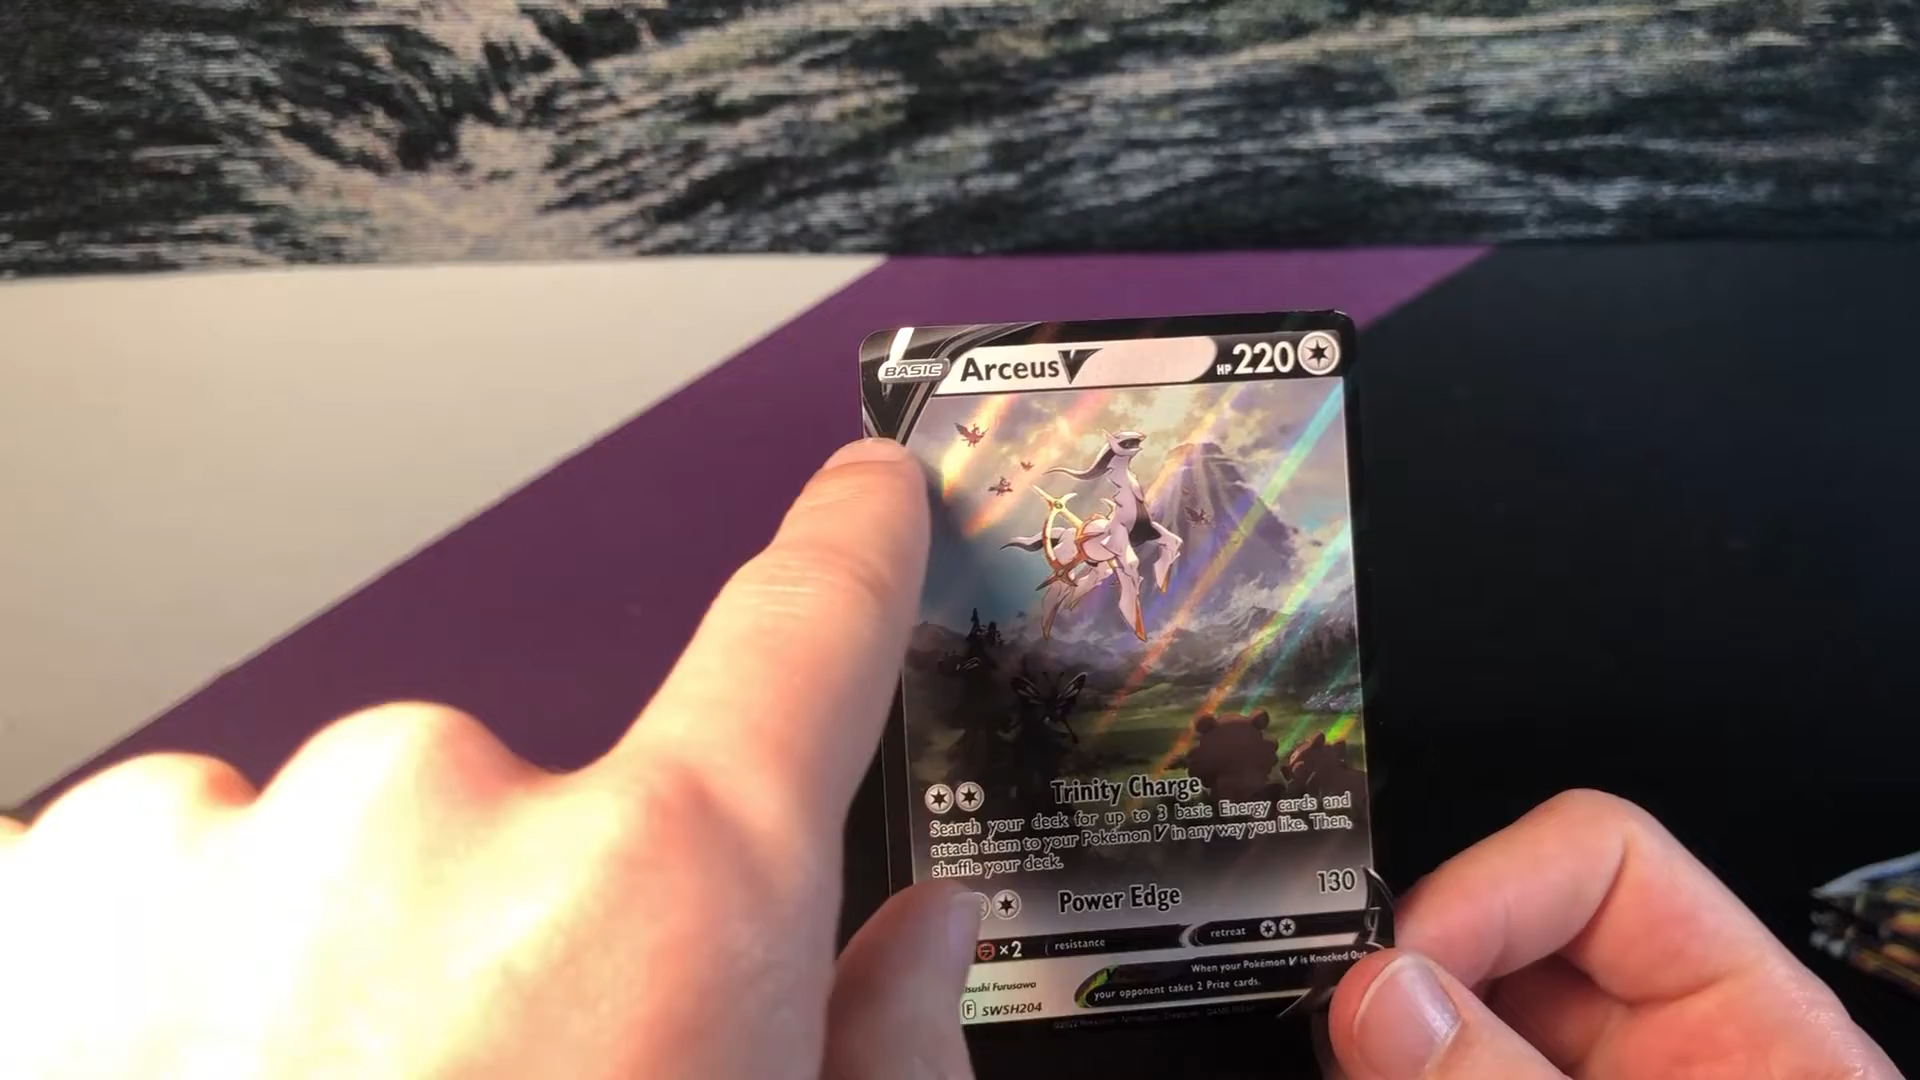 BASIC Arceus V HP 220
Trinity Charge
Search your deck for up to 3 basic Energy cards and
attach them to your Pokémon V in any way you like. Then,
shuffle your deck.
Power Edge 130
×2 resistance retreat
When your Pokémon V is Knocked Out,
your opponent takes 2 Prize cards.
Furusawa
F SWSH204